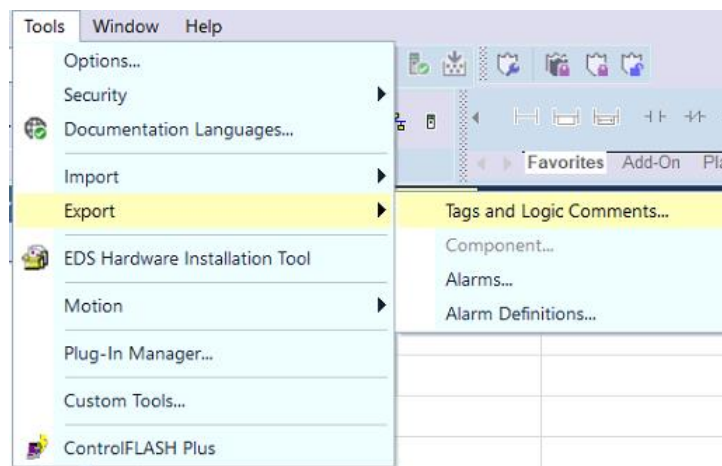 Tools Window Help
Options...
Security
Documentation Languages...
Import
Export
EDS Hardware Installation Tool
Motion
Plug-In Manager...
Custom Tools...
ControlFLASH Plus
Favorites Add-On
Tags and Logic Comments...
Component...
Alarms...
Alarm Definitions...